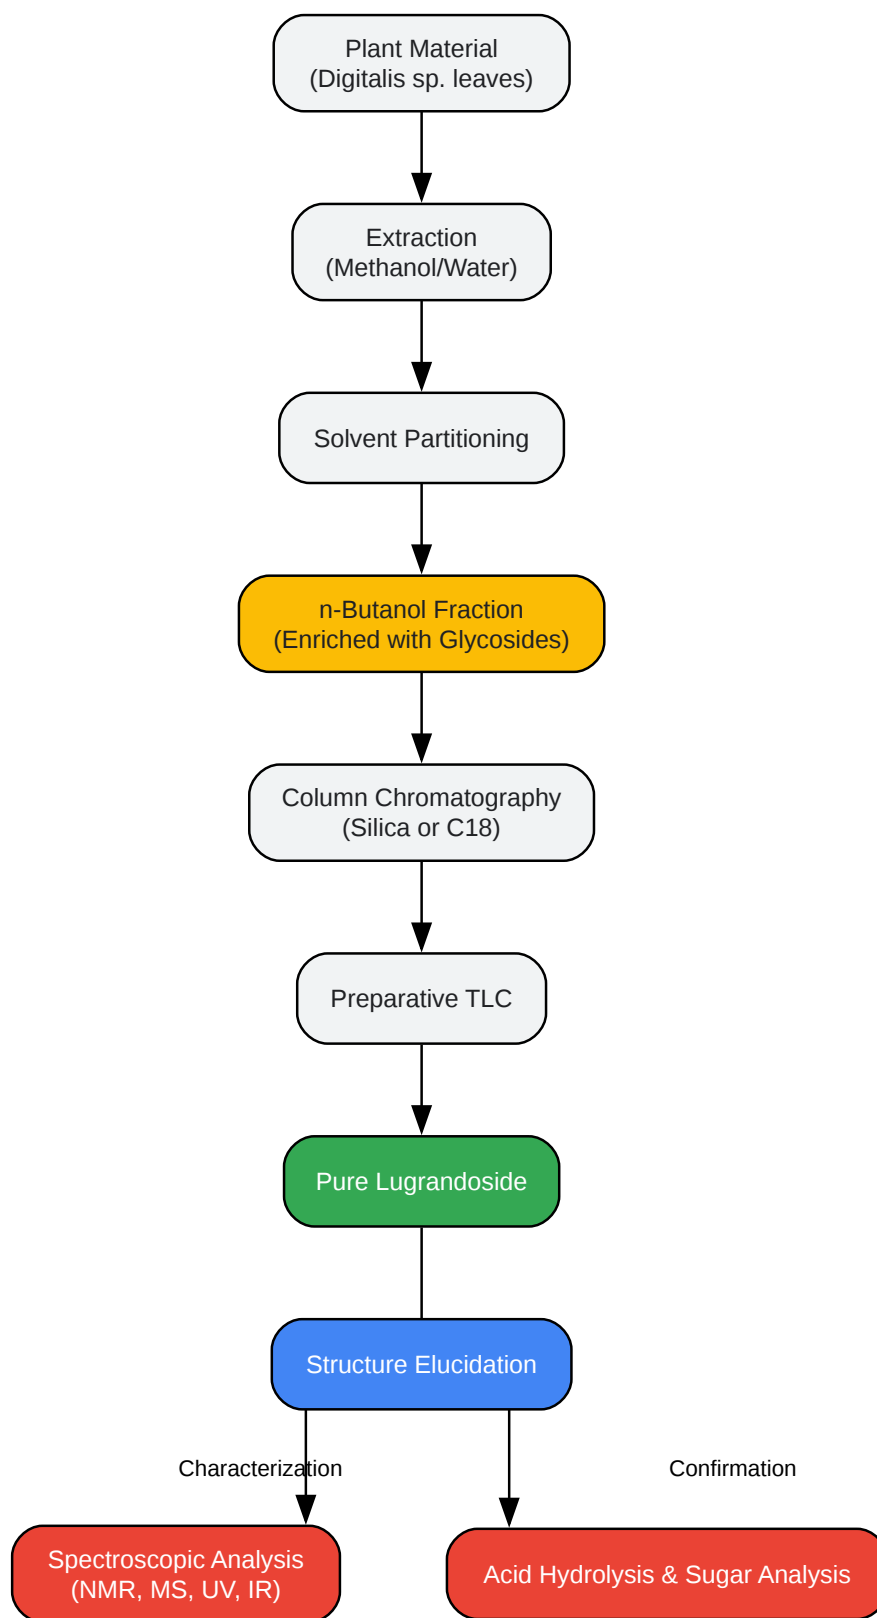 Plant Material
(Digitalis sp. leaves)
Extraction
(Methanol/Water)
Solvent Partitioning
n-Butanol Fraction
(Enriched with Glycosides)
Column Chromatography
(Silica or C18)
Preparative TLC
Pure Lugrandoside
Structure Elucidation
Characterization
Confirmation
Spectroscopic Analysis
(NMR, MS, UV, IR)
Acid Hydrolysis & Sugar Analysis